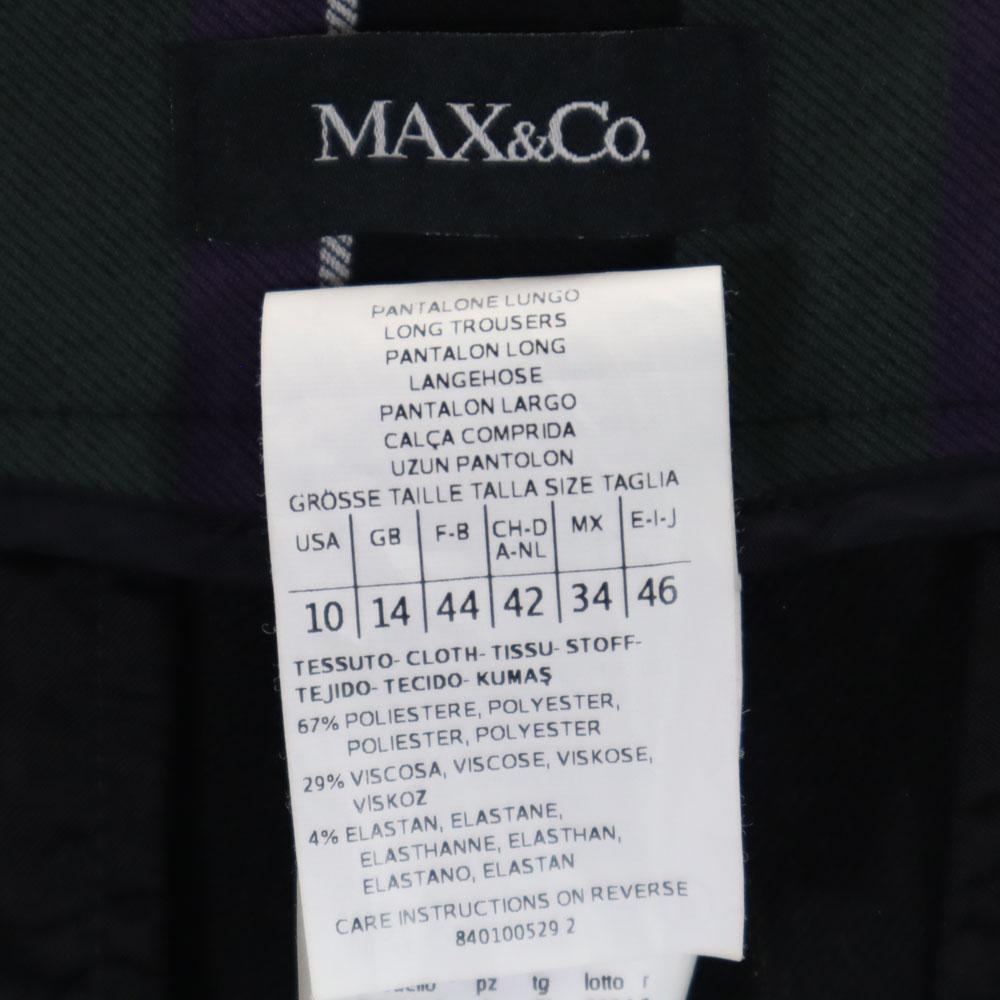 MAX&Co.
PANTALONE LUNGO
LONG TROUSERS
PANTALON LONG
LANGEHOSE
PANTALON LARGO
CALÇA COMPRIDA
UZUN PANTOLON
GRÖSSE TAILLE TALLA SIZE TAGLIA
USA GB F-B CH-D A-NL MX E-I-J
10 14 44 42 34 46
TESSUTO- CLOTH- TISSU- STOFF-
TEJIDO- TECIDO- KUMAŞ
67% POLIESTERE, POLYESTER,
POLIESTER, POLYESTER
29% VISCOSA, VISCOSE, VISKOSE,
VİSKOZ
4% ELASTAN, ELASTANE,
ELASTHANNE, ELASTHAN,
ELASTANO, ELASTAN
CARE INSTRUCTIONS ON REVERSE
840100529 2
pz tg lotto r